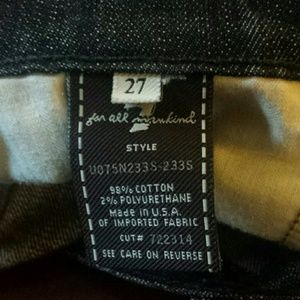 27
7
for all mankind
STYLE
U075N233S-233S
98% COTTON
2% POLYURETHANE
Made in U.S.A.
OF IMPORTED FABRIC
CUT# 722314
SEE CARE ON REVERSE